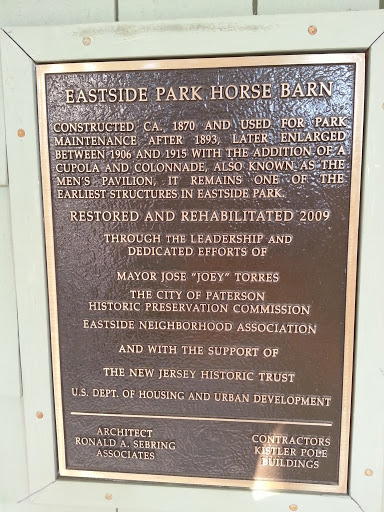 EASTSIDE PARK HORSE BARN
CONSTRUCTED CA., 1870 AND USED FOR PARK
MAINTENANCE AFTER 1893, LATER ENLARGED
BETWEEN 1906 AND 1915 WITH THE ADDITION OF A
CUPOLA AND COLONNADE, ALSO KNOWN AS THE
MEN'S PAVILION, IT REMAINS ONE OF THE
EARLIEST STRUCTURES IN EASTSIDE PARK.
RESTORED AND REHABILITATED 2009
THROUGH THE LEADERSHIP AND
DEDICATED EFFORTS OF
MAYOR JOSE "JOEY" TORRES
THE CITY OF PATERSON
HISTORIC PRESERVATION COMMISSION
EASTSIDE NEIGHBORHOOD ASSOCIATION
AND WITH THE SUPPORT OF
THE NEW JERSEY HISTORIC TRUST
U.S. DEPT. OF HOUSING AND URBAN DEVELOPMENT
ARCHITECT
RONALD A. SEBRING
ASSOCIATES
CONTRACTORS
KISTLER POLE
BUILDINGS